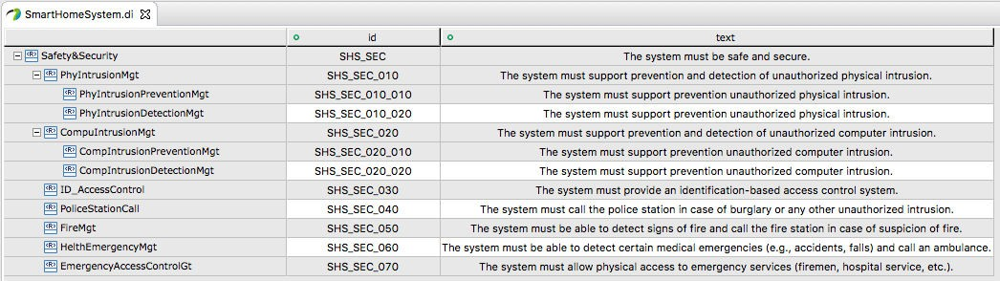 SmartHomeSystem.di
id text
<R> Safety&Security SHS_SEC The system must be safe and secure.
<R> PhyIntrusionMgt SHS_SEC_010 The system must support prevention and detection of unauthorized physical intrusion.
<R> PhyIntrusionPreventionMgt SHS_SEC_010_010 The system must support prevention unauthorized physical intrusion.
<R> PhyIntrusionDetectionMgt SHS_SEC_010_020 The system must support prevention unauthorized physical intrusion.
<R> CompuIntrusionMgt SHS_SEC_020 The system must support prevention and detection of unauthorized computer intrusion.
<R> CompIntrusionPreventionMgt SHS_SEC_020_010 The system must support prevention unauthorized computer intrusion.
<R> CompIntrusionDetectionMgt SHS_SEC_020_020 The system must support prevention unauthorized computer intrusion.
<R> ID_AccessControl SHS_SEC_030 The system must provide an identification-based access control system.
<R> PoliceStationCall SHS_SEC_040 The system must call the police station in case of burglary or any other unauthorized intrusion.
<R> FireMgt SHS_SEC_050 The system must be able to detect signs of fire and call the fire station in case of suspicion of fire.
<R> HelthEmergencyMgt SHS_SEC_060 The system must be able to detect certain medical emergencies (e.g., accidents, falls) and call an ambulance.
<R> EmergencyAccessControlGt SHS_SEC_070 The system must allow physical access to emergency services (firemen, hospital service, etc.).